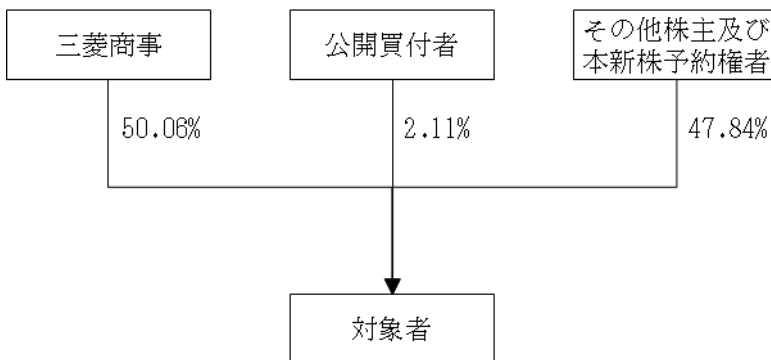 三菱商事
公開買付者
その他株主及び
本新株予約権者
50.06%
2.11%
47.84%
対象者